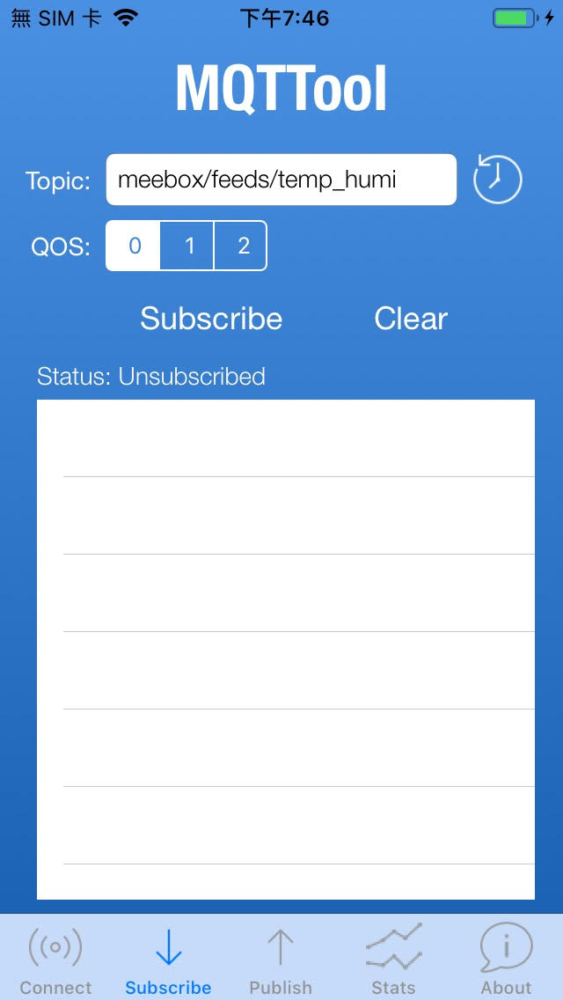 無 SIM 卡 下午7:46
MQTTool
Topic: meebox/feeds/temp_humi
QOS: 0 1 2
Subscribe Clear
Status: Unsubscribed
Connect Subscribe Publish Stats About